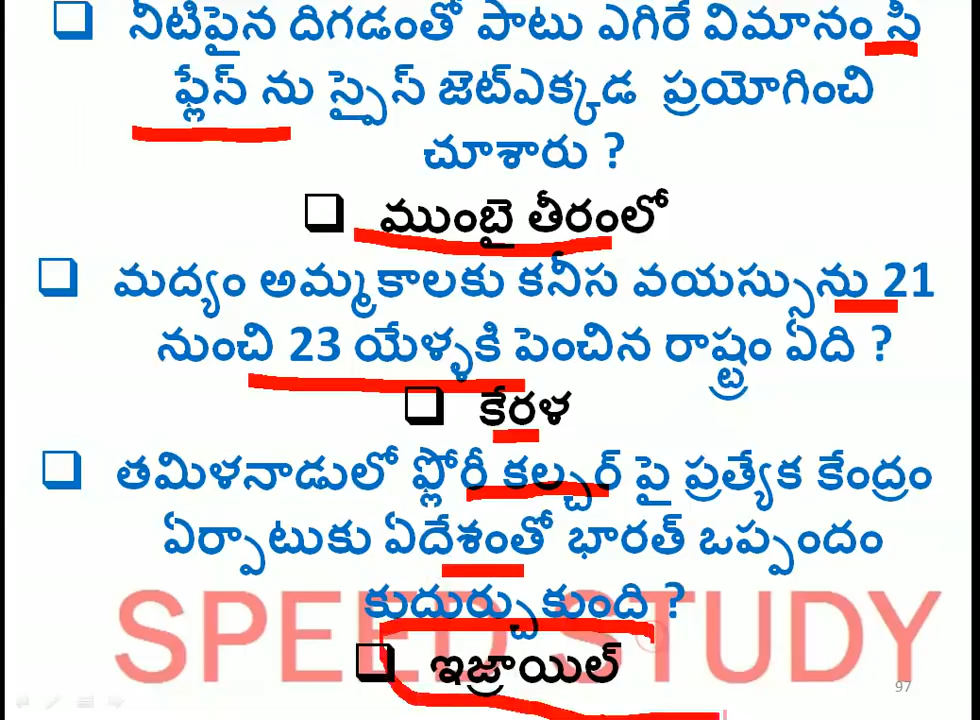 నీటిపైన దిగడంతో పాటు ఎగిరే విమానం సీ
ప్లేస్ ను స్పైస్ జెట్ఎక్కడ ప్రయోగించి
చూశారు ?
ముంబై తీరంలో
మద్యం అమ్మకాలకు కనీస వయస్సును 21
నుంచి 23 యేళ్ళకి పెంచిన రాష్ట్రం ఏది ?
కేరళ
తమిళనాడులో ఫ్లోరీ కల్చర్ పై ప్రత్యేక కేంద్రం
ఏర్పాటుకు ఏదేశంతో భారత్ ఒప్పందం
కుదుర్చుకుంది ?
SPEED STUDY
ఇజ్రాయిల్
97